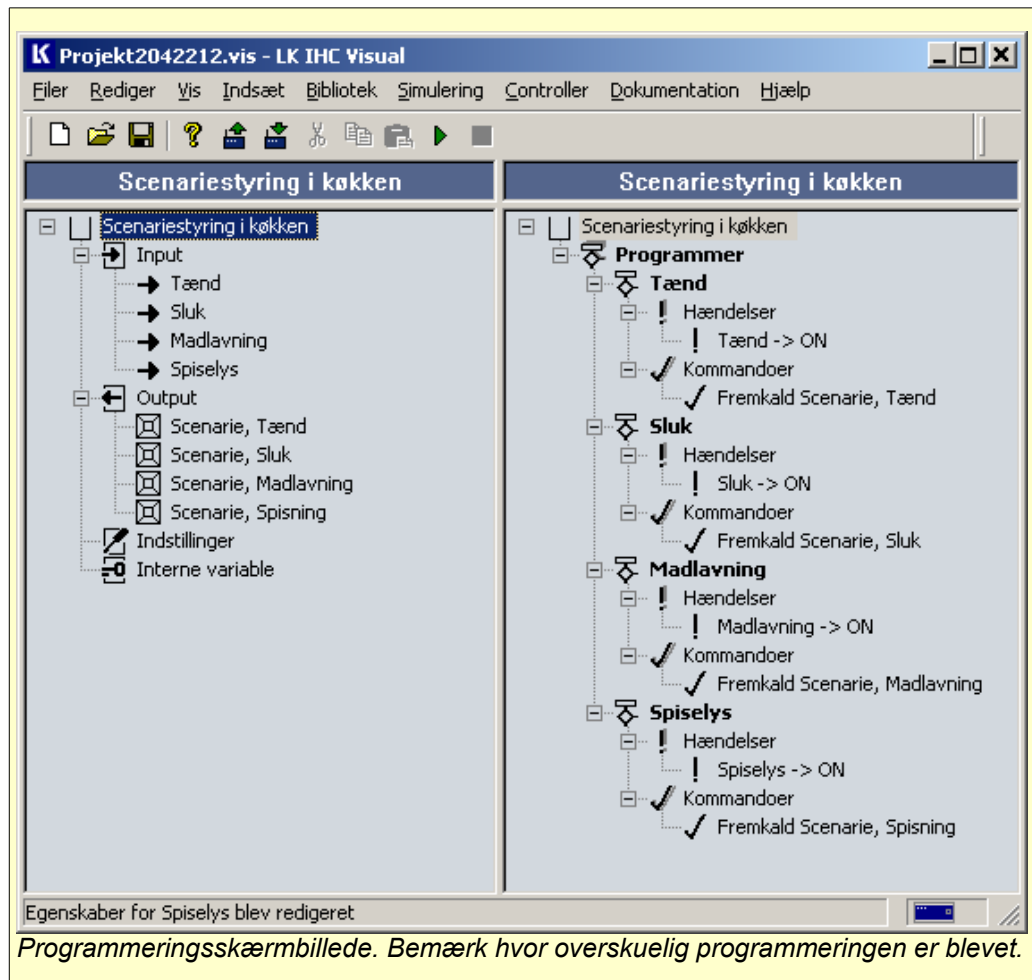 Projekt2042212.vis - LK IHC Visual
Filer Rediger Vis Indsæt Bibliotek Simulering Controller Dokumentation Hjælp
Scenariestyring i køkken
Scenariestyring i køkken
Input
Tænd
Sluk
Madlavning
Spiselys
Output
Scenarie, Tænd
Scenarie, Sluk
Scenarie, Madlavning
Scenarie, Spisning
Indstillinger
Interne variable
Scenariestyring i køkken
Scenariestyring i køkken
Programmer
Tænd
Hændelser
Tænd -> ON
Kommandoer
Fremkald Scenarie, Tænd
Sluk
Hændelser
Sluk -> ON
Kommandoer
Fremkald Scenarie, Sluk
Madlavning
Hændelser
Madlavning -> ON
Kommandoer
Fremkald Scenarie, Madlavning
Spiselys
Hændelser
Spiselys -> ON
Kommandoer
Fremkald Scenarie, Spisning
Egenskaber for Spiselys blev redigeret
Programmeringsskærmbillede. Bemærk hvor overskuelig programmeringen er blevet.